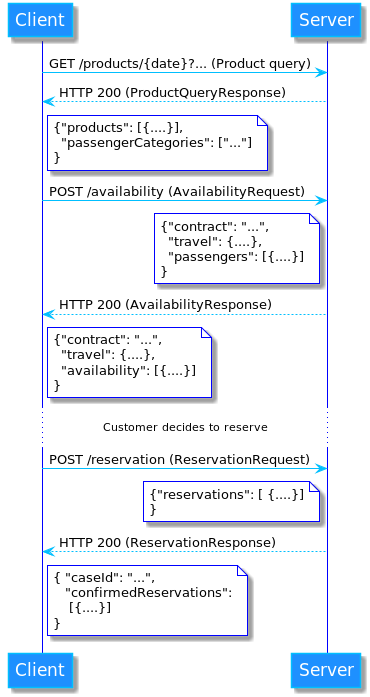 Client Server
GET /products/{date}?... (Product query)
HTTP 200 (ProductQueryResponse)
{"products": [{....}],
"passengerCategories": ["..."]
}
POST /availability (AvailabilityRequest)
{"contract": "...",
"travel": {....},
"passengers": [{....}]
}
HTTP 200 (AvailabilityResponse)
{"contract": "...",
"travel": {....},
"availability": [{....}]
}
Customer decides to reserve
POST /reservation (ReservationRequest)
{"reservations": [ {....}]
}
HTTP 200 (ReservationResponse)
{ "caseId": "...",
"confirmedReservations":
[{....}]
}
Client Server